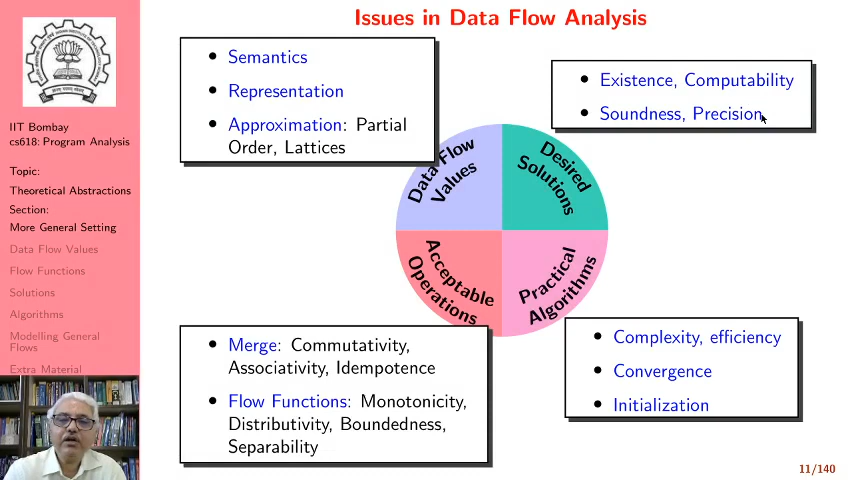 Issues in Data Flow Analysis
IIT Bombay
cs618: Program Analysis
Topic:
Theoretical Abstractions
Section:
More General Setting
Data Flow Values
Flow Functions
Solutions
Algorithms
Modelling General
Flows
Extra Material
• Semantics
• Representation
• Approximation: Partial
Order, Lattices
• Existence, Computability
• Soundness, Precision
Data Flow
Values
Desired
Solutions
Acceptable
Operations
Practical
Algorithms
• Merge: Commutativity,
Associativity, Idempotence
• Flow Functions: Monotonicity,
Distributivity, Boundedness,
Separability
• Complexity, efficiency
• Convergence
• Initialization
11/140